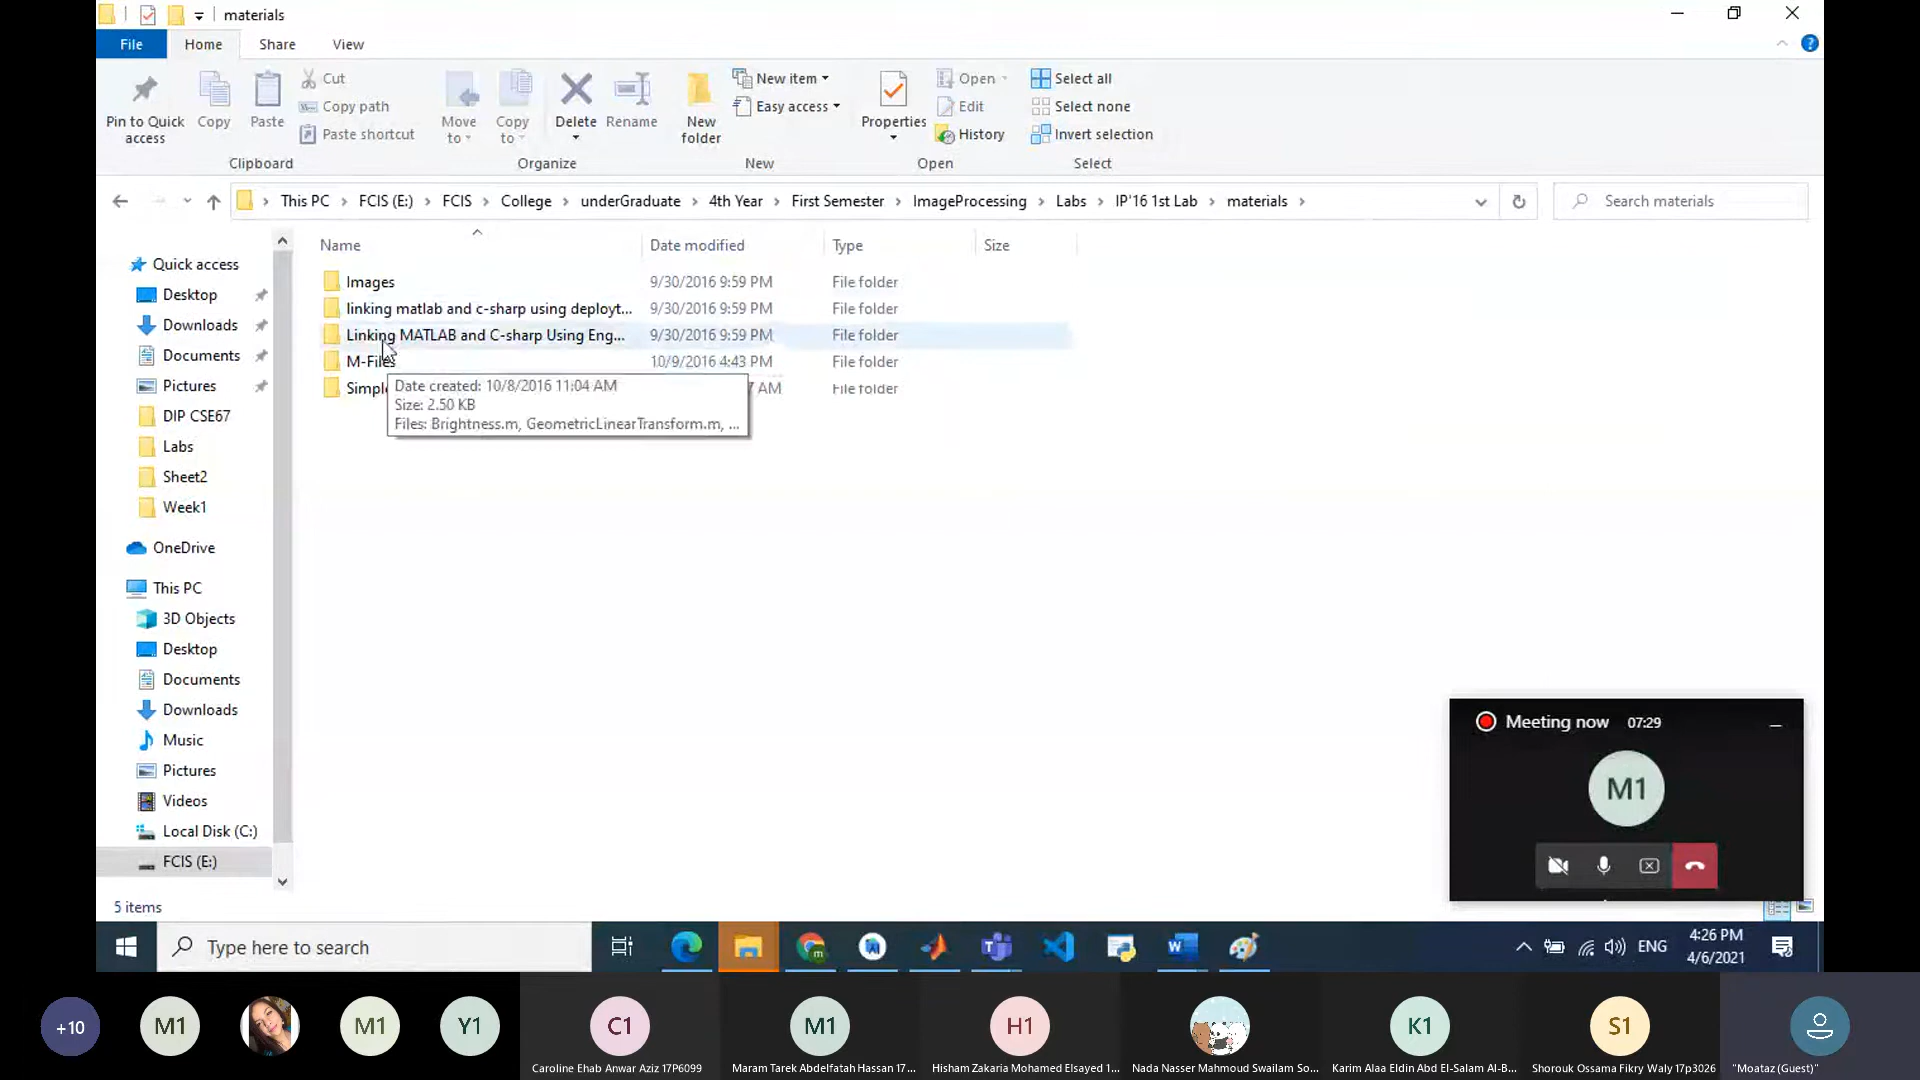 materials
File Home Share View
Pin to Quick access
Copy
Paste
Cut
Copy path
Paste shortcut
Clipboard
Move to
Copy to
Delete
Rename
Organize
New folder
New item
Easy access
New
Properties
Open
Edit
History
Open
Select all
Select none
Invert selection
Select
This PC > FCIS (E:) > FCIS > College > underGraduate > 4th Year > First Semester > ImageProcessing > Labs > IP'16 1st Lab > materials >
Search materials
Name Date modified Type Size
Images 9/30/2016 9:59 PM File folder
linking matlab and c-sharp using deployt... 9/30/2016 9:59 PM File folder
Linking MATLAB and C-sharp Using Eng... 9/30/2016 9:59 PM File folder
M-Files 10/9/2016 4:43 PM File folder
AM File folder
Date created: 10/8/2016 11:04 AM
Size: 2.50 KB
Files: Brightness.m, GeometricLinearTransform.m, ...
Quick access
Desktop
Downloads
Documents
Pictures
DIP CSE67
Labs
Sheet2
Week1
OneDrive
This PC
3D Objects
Desktop
Documents
Downloads
Music
Pictures
Videos
Local Disk (C:)
FCIS (E:)
5 items
Meeting now 07:29
M1
Type here to search
ENG
4:26 PM
4/6/2021
+10
M1
M1
Y1
C1
M1
H1
K1
S1
Caroline Ehab Anwar Aziz 17P6099
Maram Tarek Abdelfatah Hassan 17...
Hisham Zakaria Mohamed Elsayed 1...
Nada Nasser Mahmoud Swailam So...
Karim Alaa Eldin Abd El-Salam Al-B...
Shorouk Ossama Fikry Waly 17p3026
"Moataz (Guest)"